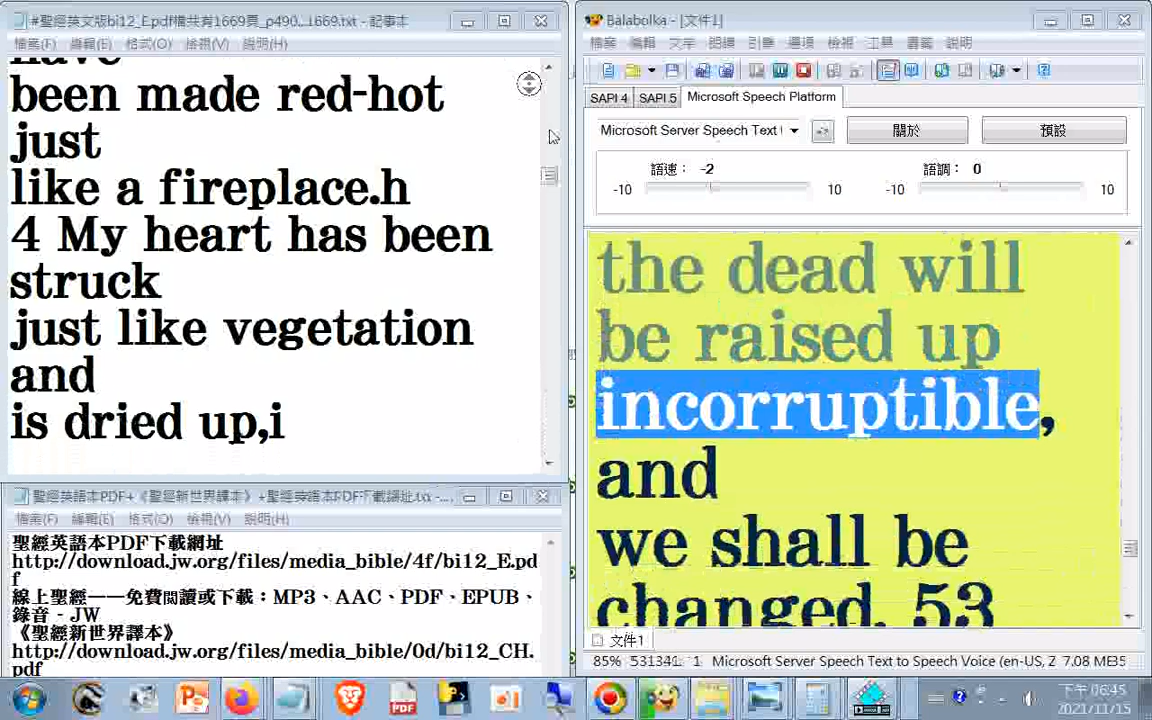 #聖經英文版bi12_E.pdf檔共有1669頁_p490...1669.txt - 記事本
檔案(F) 編輯(E) 格式(O) 檢視(V) 說明(H)
have
been made red-hot
just
like a fireplace.h
4 My heart has been
struck
just like vegetation
and
is dried up,i
聖經英語本PDF+《聖經新世界譯本》+聖經英語本PDF下載網址.txt -...
檔案(F) 編輯(E) 格式(O) 檢視(V) 說明(H)
聖經英語本PDF下載網址
http://download.jw.org/files/media_bible/4f/bi12_E.pd
f
線上聖經——免費閱讀或下載：MP3、AAC、PDF、EPUB、
錄音 - JW
《聖經新世界譯本》
http://download.jw.org/files/media_bible/0d/bi12_CH.
pdf
Balabolka - [文件1]
檔案 編輯 文字 朗讀 引擎 選項 檢視 工具 書籤 說明
SAPI 4 SAPI 5 Microsoft Speech Platform
Microsoft Server Speech Text 關於 預設
語速： -2 語調： 0
-10 10 -10 10
the dead will
be raised up
incorruptible,
and
we shall be
changed. 53
文件1
85% 531341: 1 Microsoft Server Speech Text to Speech Voice (en-US, Z 7.08 MB
PDF
下午 06:45
2021/11/15